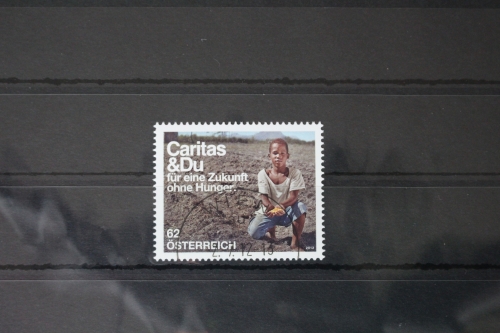 Caritas
&Du
für eine Zukunft
ohne Hunger.
62
ÖSTERREICH